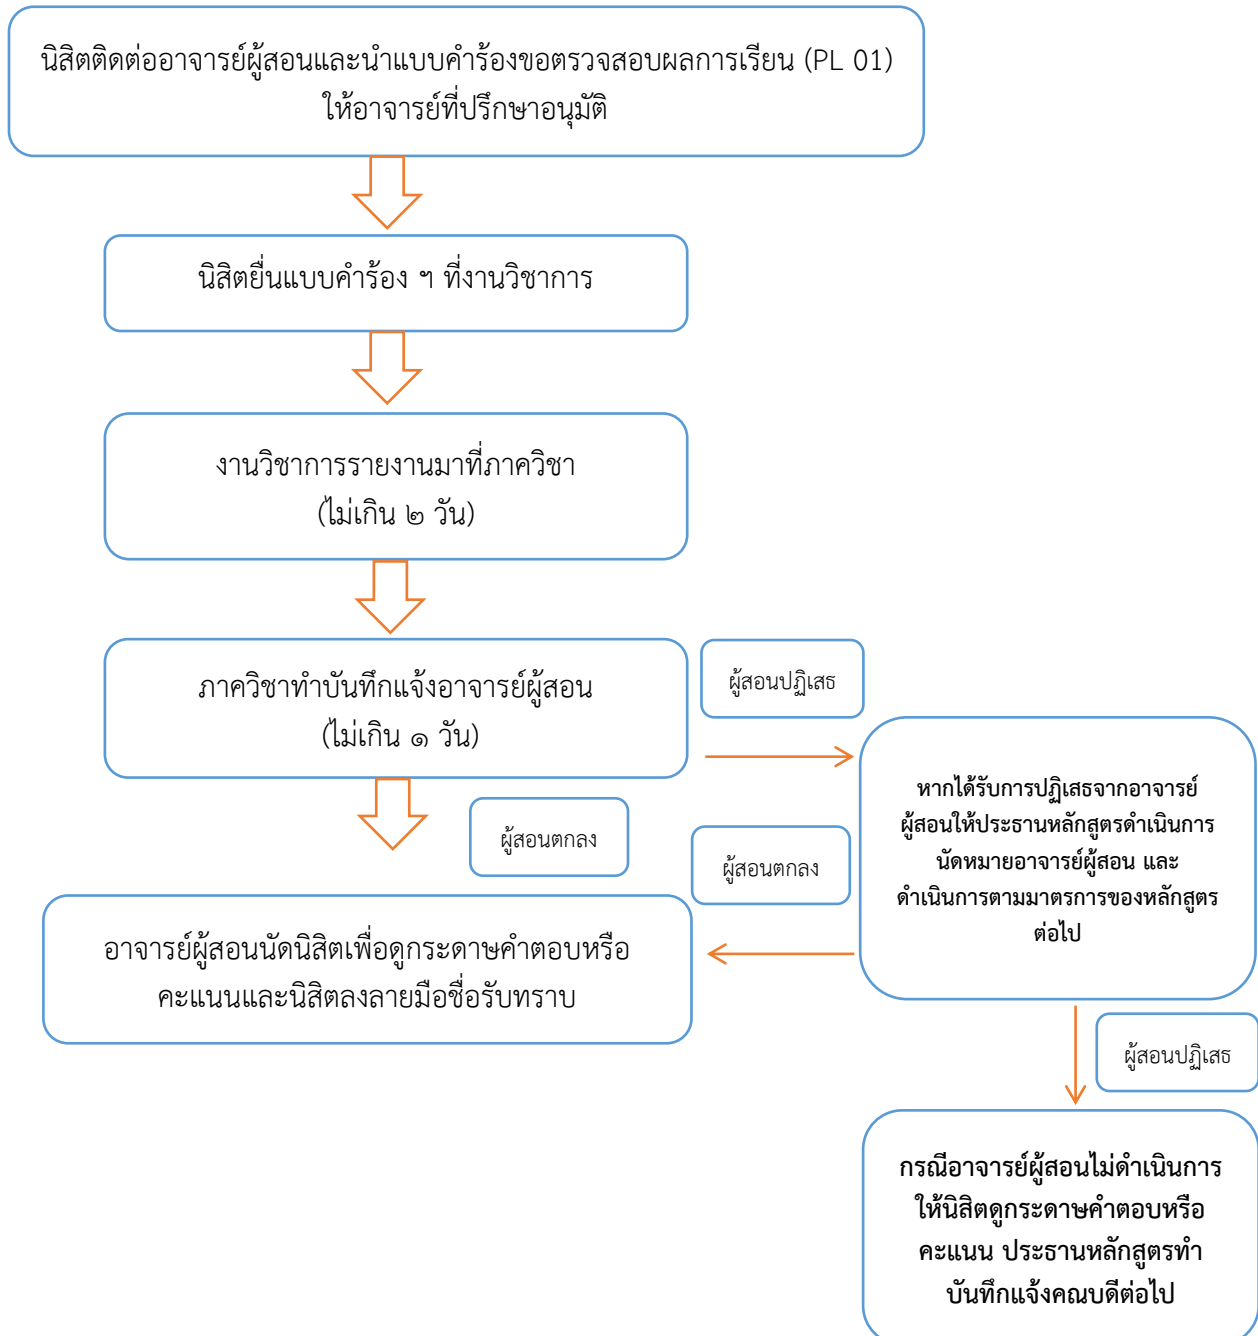 นิสิตติดต่ออาจารย์ผู้สอนและนำแบบคำร้องขอตรวจสอบผลการเรียน (PL 01)
ให้อาจารย์ที่ปรึกษาอนุมัติ
นิสิตยื่นแบบคำร้อง ฯ ที่งานวิชาการ
งานวิชาการรายงานมาที่ภาควิชา
(ไม่เกิน ๒ วัน)
ภาควิชาทำบันทึกแจ้งอาจารย์ผู้สอน
(ไม่เกิน ๑ วัน)
ผู้สอนปฏิเสธ
หากได้รับการปฏิเสธจากอาจารย์
ผู้สอนให้ประธานหลักสูตรดำเนินการ
นัดหมายอาจารย์ผู้สอน และ
ดำเนินการตามมาตรการของหลักสูตร
ต่อไป
ผู้สอนตกลง
ผู้สอนตกลง
อาจารย์ผู้สอนนัดนิสิตเพื่อดูกระดาษคำตอบหรือ
คะแนนและนิสิตลงลายมือชื่อรับทราบ
ผู้สอนปฏิเสธ
กรณีอาจารย์ผู้สอนไม่ดำเนินการ
ให้นิสิตดูกระดาษคำตอบหรือ
คะแนน ประธานหลักสูตรทำ
บันทึกแจ้งคณบดีต่อไป